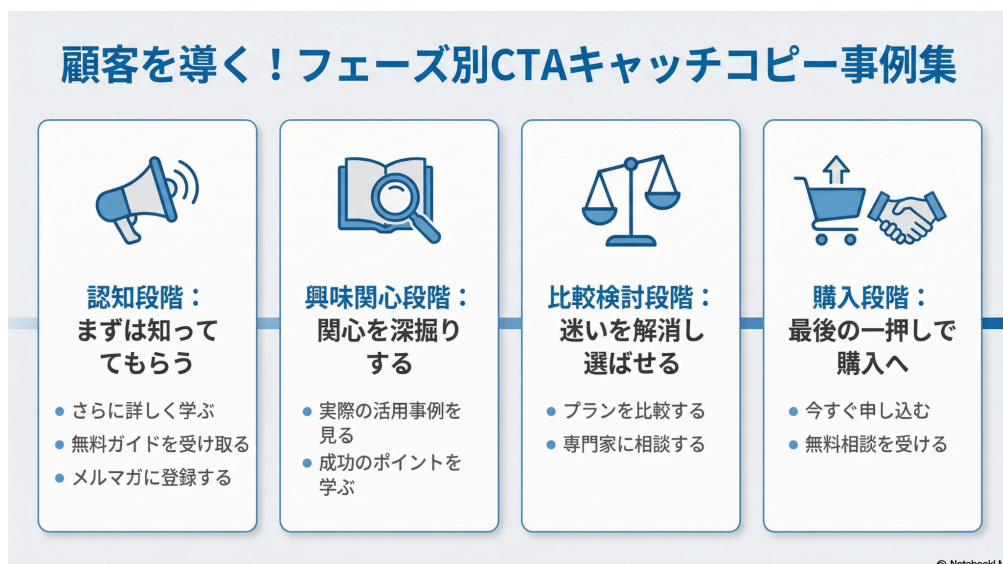 顧客を導く！フェーズ別CTAキャッチコピー事例集
認知段階：
まずは知って
てもらう
さらに詳しく学ぶ
無料ガイドを受け取る
メルマガに登録する
興味関心段階：
関心を深掘り
する
実際の活用事例を
見る
成功のポイントを
学ぶ
比較検討段階：
迷いを解消し
選ばせる
プランを比較する
専門家に相談する
購入段階：
最後の一押しで
購入へ
今すぐ申し込む
無料相談を受ける